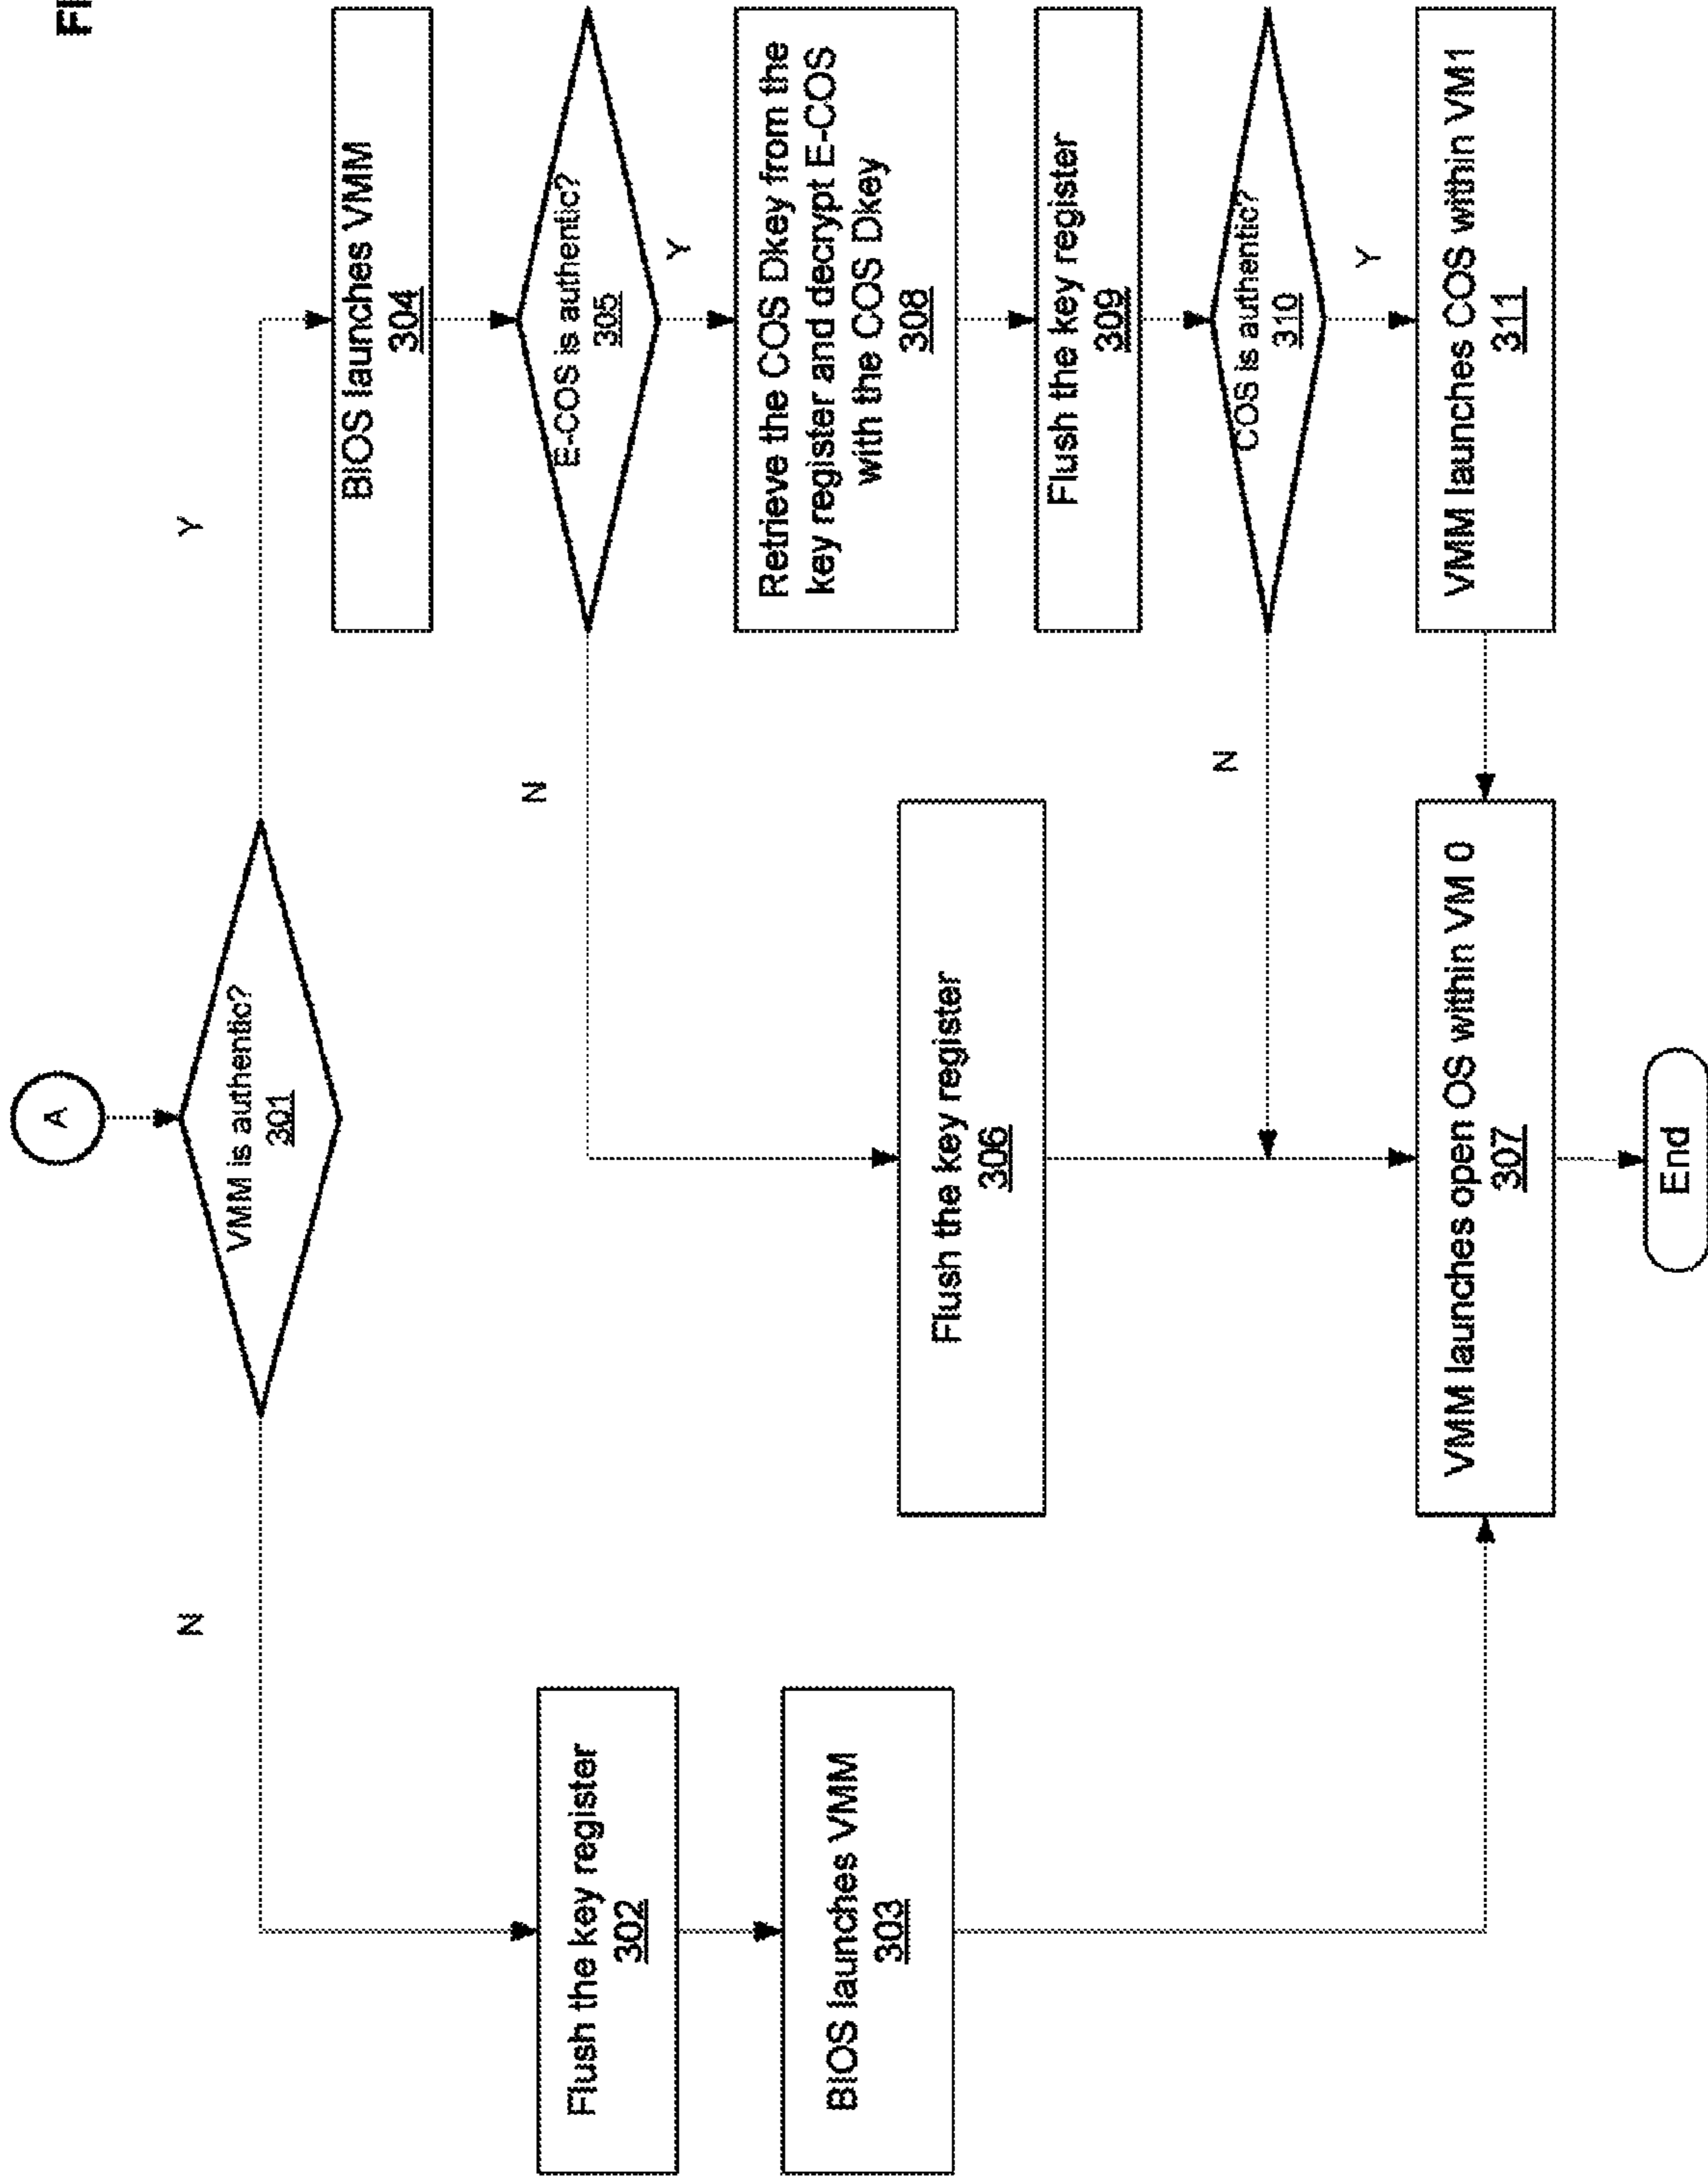 A
VMM is authentic?
301
N
Y
Flush the key register
302
BIOS launches VMM
303
BIOS launches VMM
304
E-COS is authentic?
305
N
Y
Flush the key register
306
Retrieve the COS Dkey from the
key register and decrypt E-COS
with the COS Dkey
308
Flush the key register
309
COS is authentic?
310
N
Y
VMM launches open OS within VM 0
307
VMM launches COS within VM1
311
End